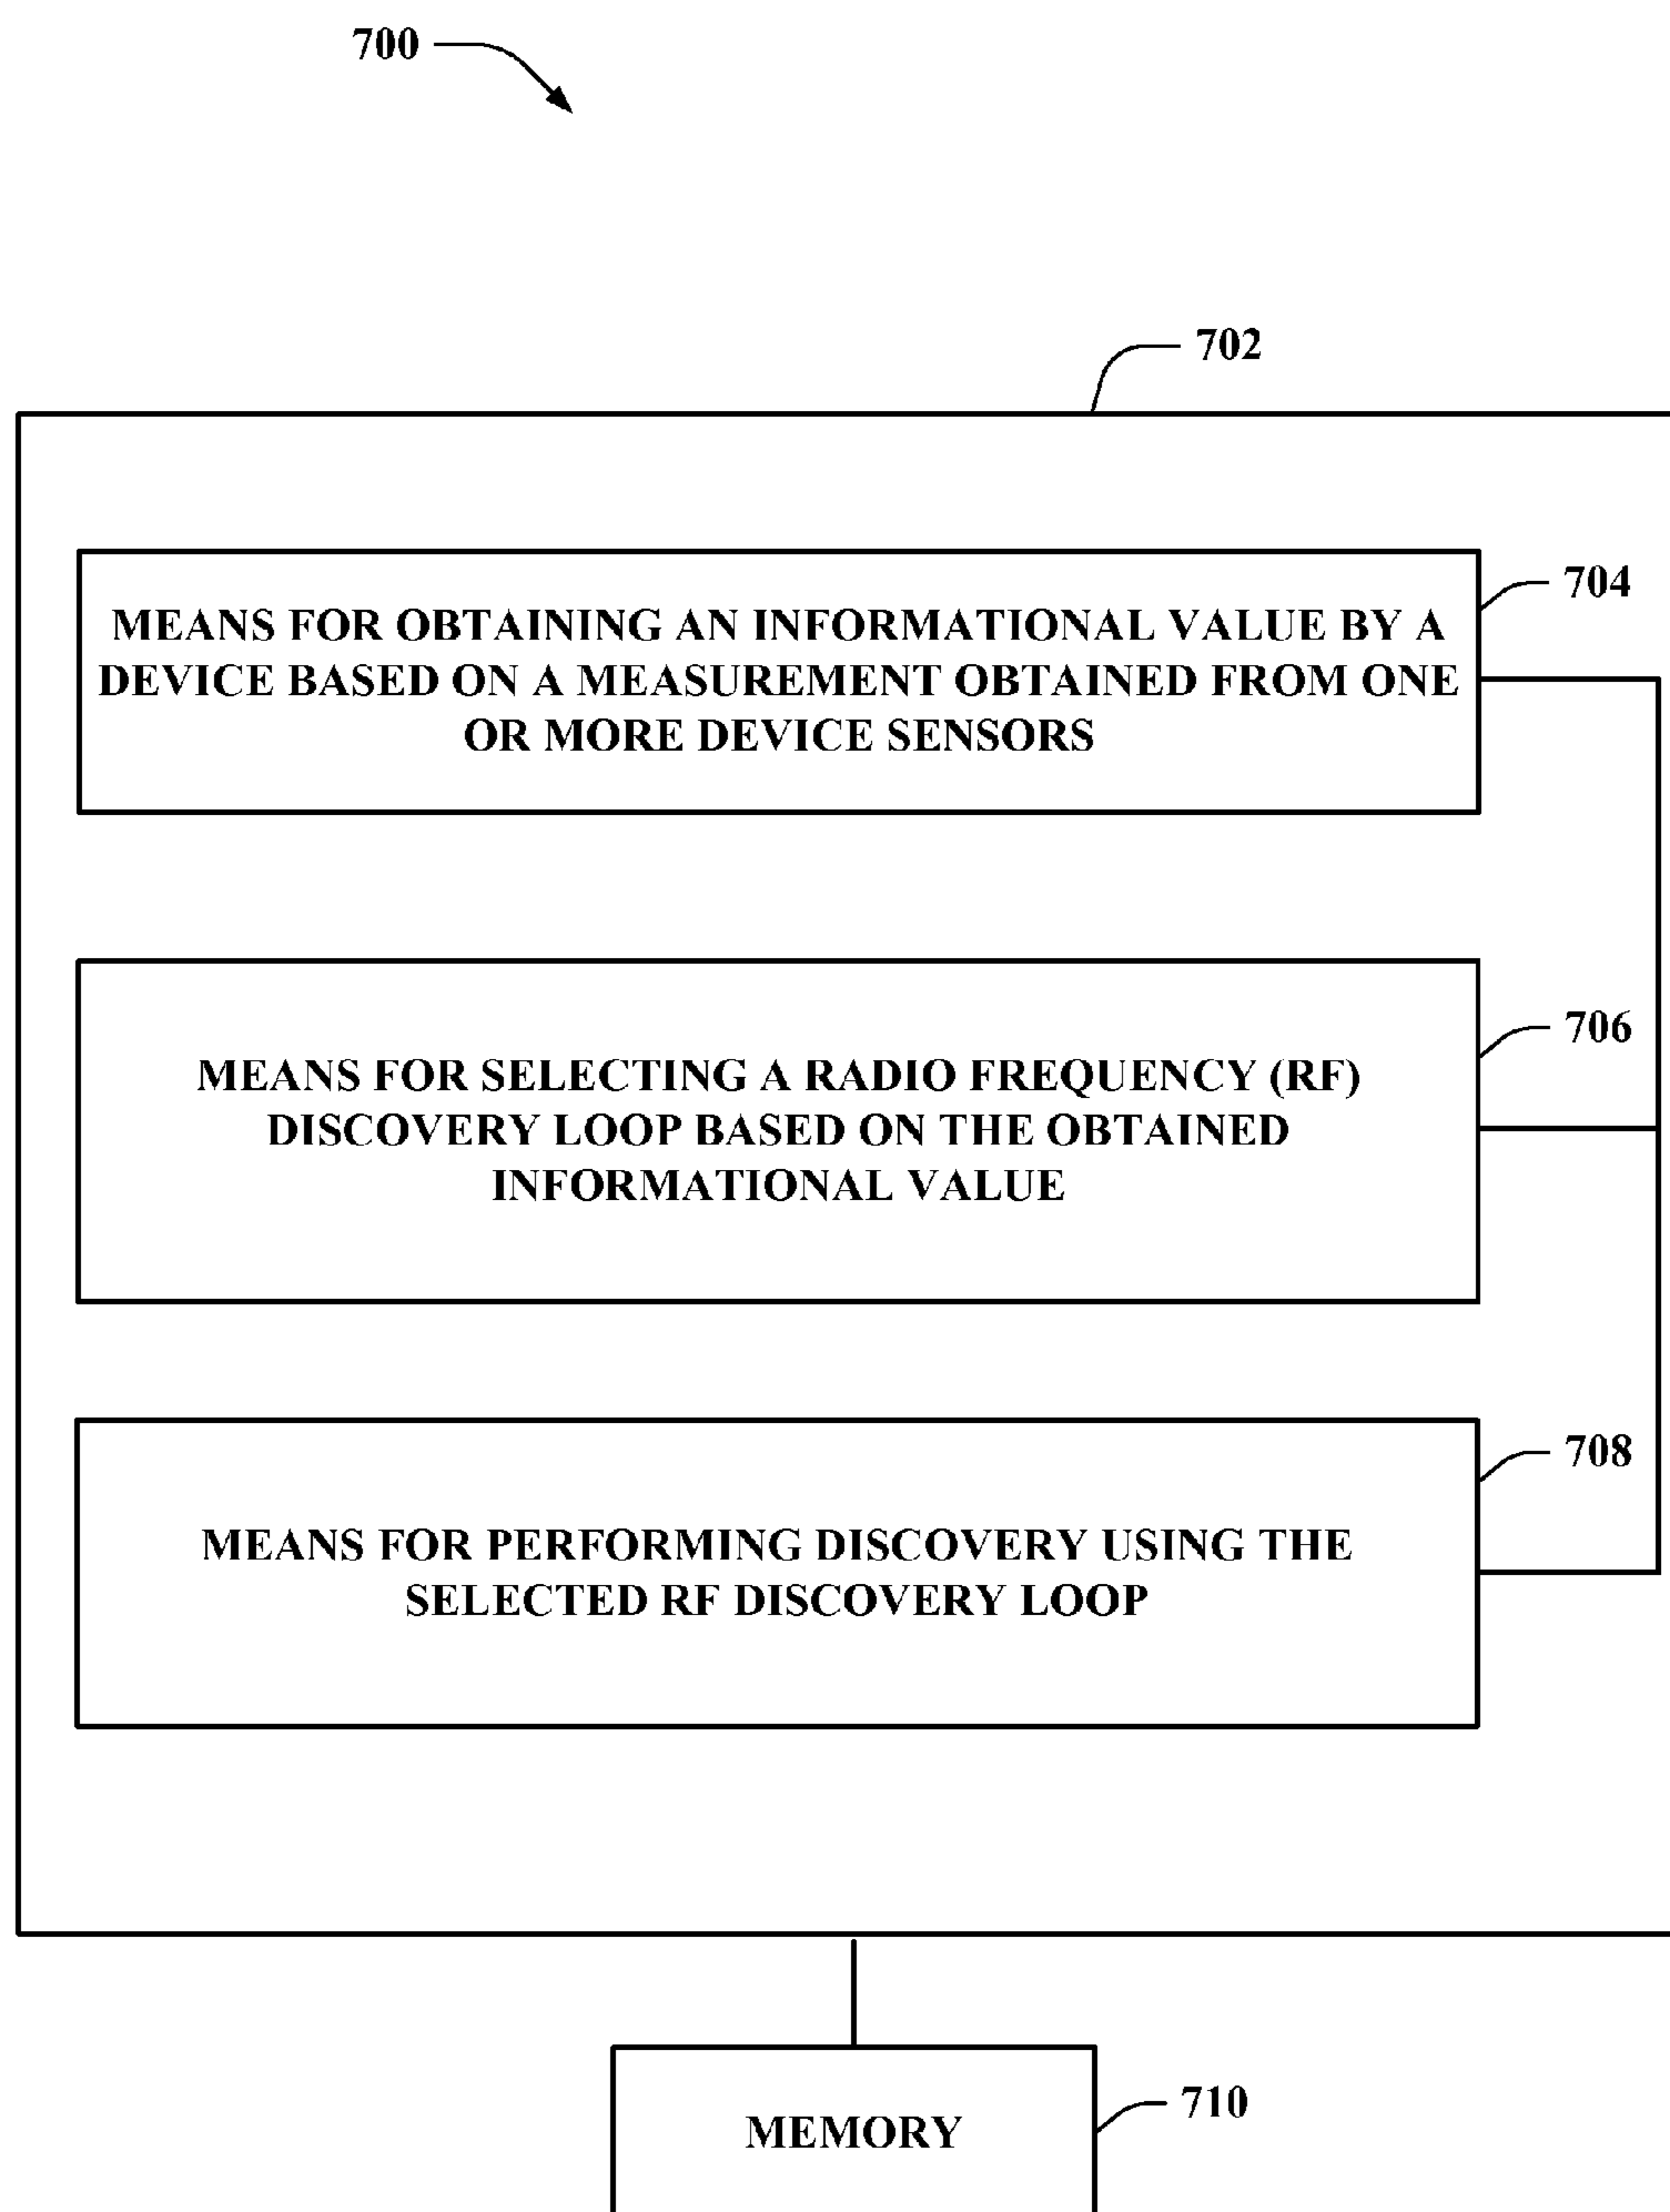 700
702
704
MEANS FOR OBTAINING AN INFORMATIONAL VALUE BY A
DEVICE BASED ON A MEASUREMENT OBTAINED FROM ONE
OR MORE DEVICE SENSORS
706
MEANS FOR SELECTING A RADIO FREQUENCY (RF)
DISCOVERY LOOP BASED ON THE OBTAINED
INFORMATIONAL VALUE
708
MEANS FOR PERFORMING DISCOVERY USING THE
SELECTED RF DISCOVERY LOOP
710
MEMORY